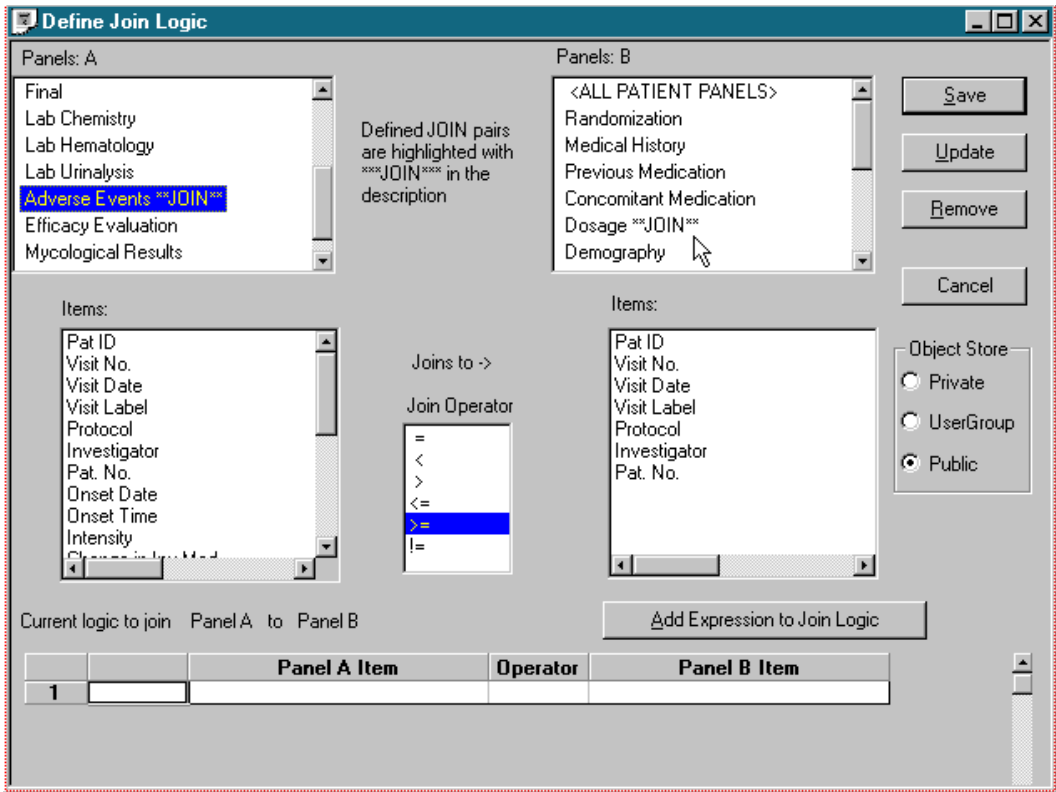 Define Join Logic
Panels: A
Final
Lab Chemistry
Lab Hematology
Lab Urinalysis
Adverse Events **JOIN**
Efficacy Evaluation
Mycological Results
Defined JOIN pairs
are highlighted with
***JOIN*** in the
description
Panels: B
<ALL PATIENT PANELS>
Randomization
Medical History
Previous Medication
Concomitant Medication
Dosage **JOIN**
Demography
Save
Update
Remove
Cancel
Items:
Pat ID
Visit No.
Visit Date
Visit Label
Protocol
Investigator
Pat. No.
Onset Date
Onset Time
Intensity
Joins to ->
Join Operator
=
<
>
<=
>=
!=
Items:
Pat ID
Visit No.
Visit Date
Visit Label
Protocol
Investigator
Pat. No.
Object Store
Private
UserGroup
Public
Current logic to join Panel A to Panel B
Add Expression to Join Logic
Panel A Item Operator Panel B Item
1